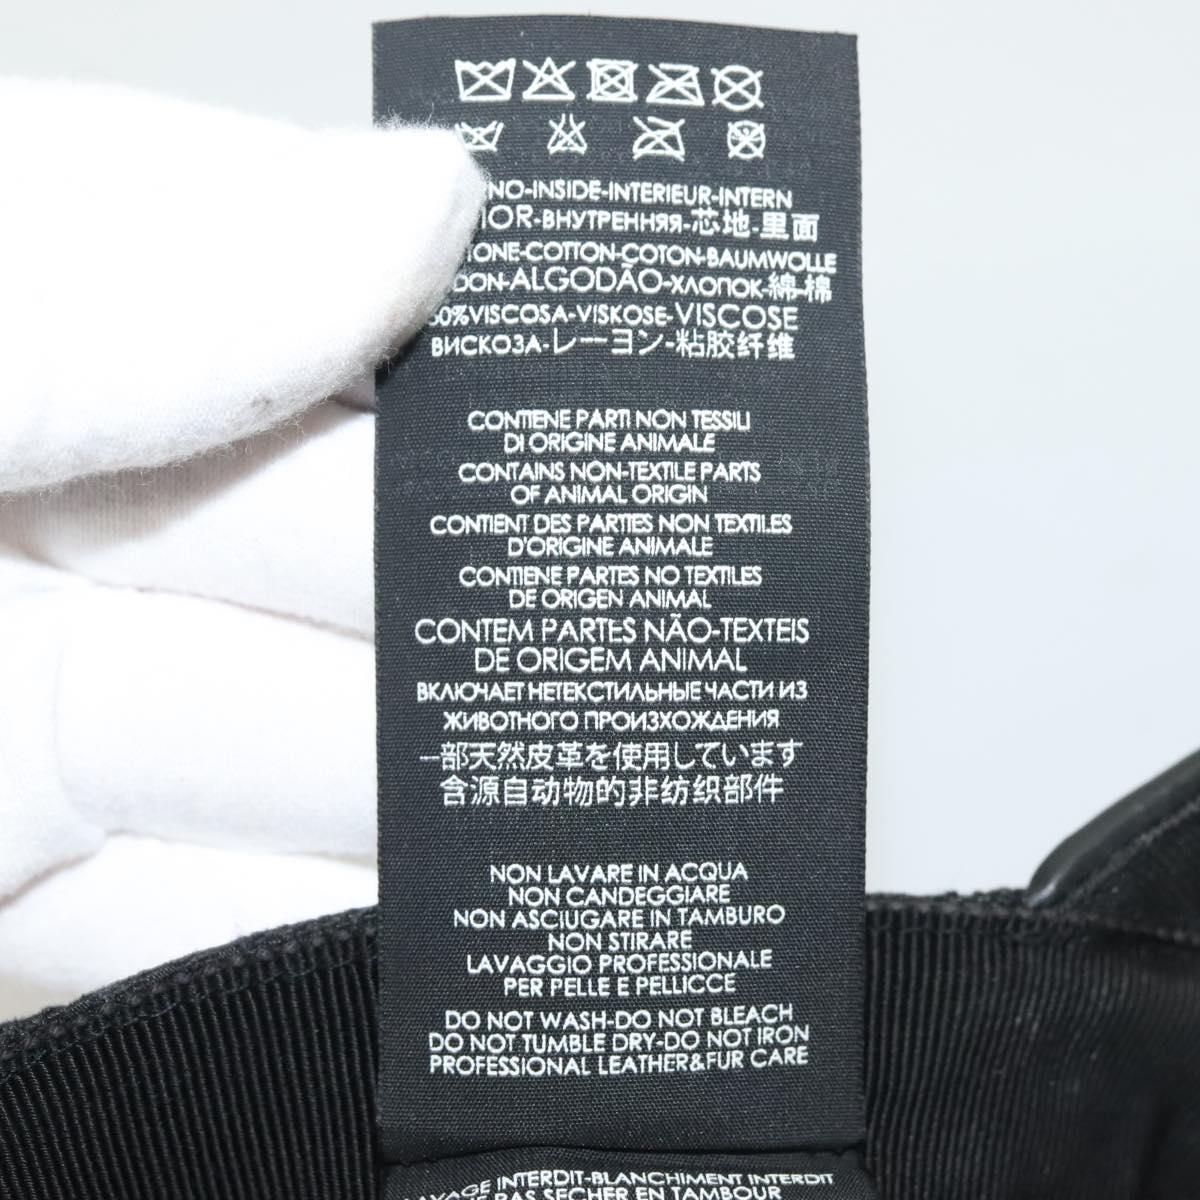 NO-INSIDE-INTERIEUR-INTERN
IOR-ВНУТРЕННЯЯ-芯地-里面
ONE-COTTON-COTON-BAUMWOLLE
DON-ALGODÃO-ХЛОПОК-綿-棉
0%VISCOSA-VISKOSE-VISCOSE
ВИСКОЗА-レーヨン-粘胶纤维
CONTIENE PARTI NON TESSILI
DI ORIGINE ANIMALE
CONTAINS NON-TEXTILE PARTS
OF ANIMAL ORIGIN
CONTIENT DES PARTIES NON TEXTILES
D'ORIGINE ANIMALE
CONTIENE PARTES NO TEXTILES
DE ORIGEN ANIMAL
CONTEM PARTES NÃO-TEXTEIS
DE ORIGEM ANIMAL
ВКЛЮЧАЕТ НЕТЕКСТИЛЬНЫЕ ЧАСТИ ИЗ
ЖИВОТНОГО ПРОИЗХОЖДЕНИЯ
一部天然皮革を使用しています
含源自动物的非纺织部件
NON LAVARE IN ACQUA
NON CANDEGGIARE
NON ASCIUGARE IN TAMBURO
NON STIRARE
LAVAGGIO PROFESSIONALE
PER PELLE E PELLICCE
DO NOT WASH-DO NOT BLEACH
DO NOT TUMBLE DRY-DO NOT IRON
PROFESSIONAL LEATHER&FUR CARE
AGE INTERDIT-BLANCHIMENT INTERDIT
PAS SÉCHER EN TAMBOUR